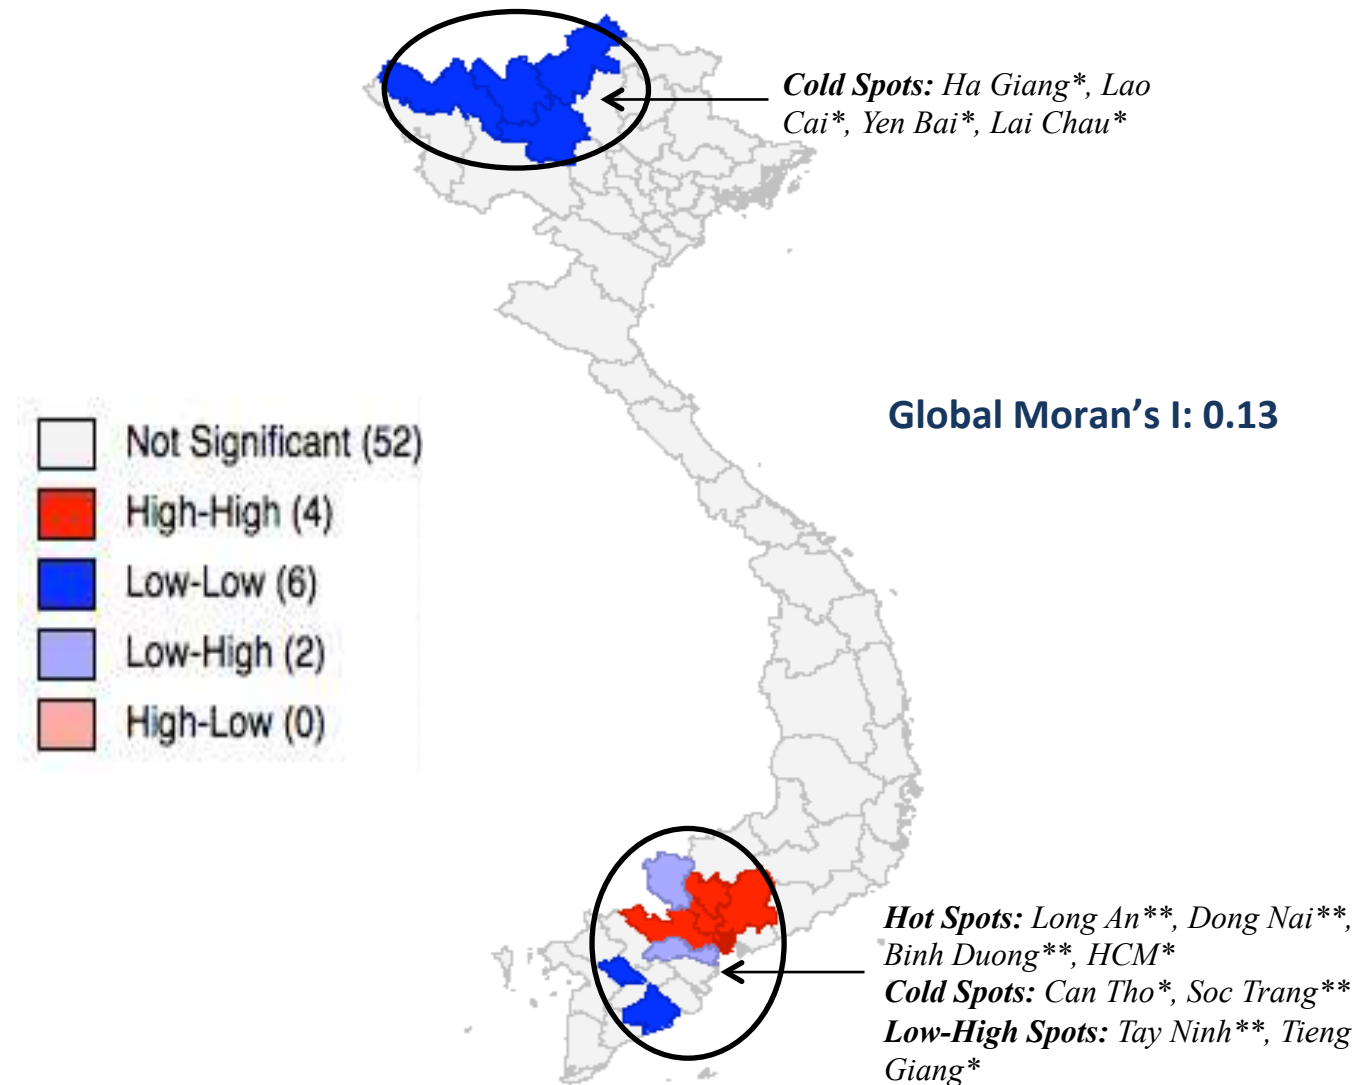 Cold Spots: Ha Giang*, Lao
Cai*, Yen Bai*, Lai Chau*
Global Moran’s I: 0.13
Not Significant (52)
High-High (4)
Low-Low (6)
Low-High (2)
High-Low (0)
Hot Spots: Long An**, Dong Nai**,
Binh Duong**, HCM*
Cold Spots: Can Tho*, Soc Trang**
Low-High Spots: Tay Ninh**, Tieng
Giang*